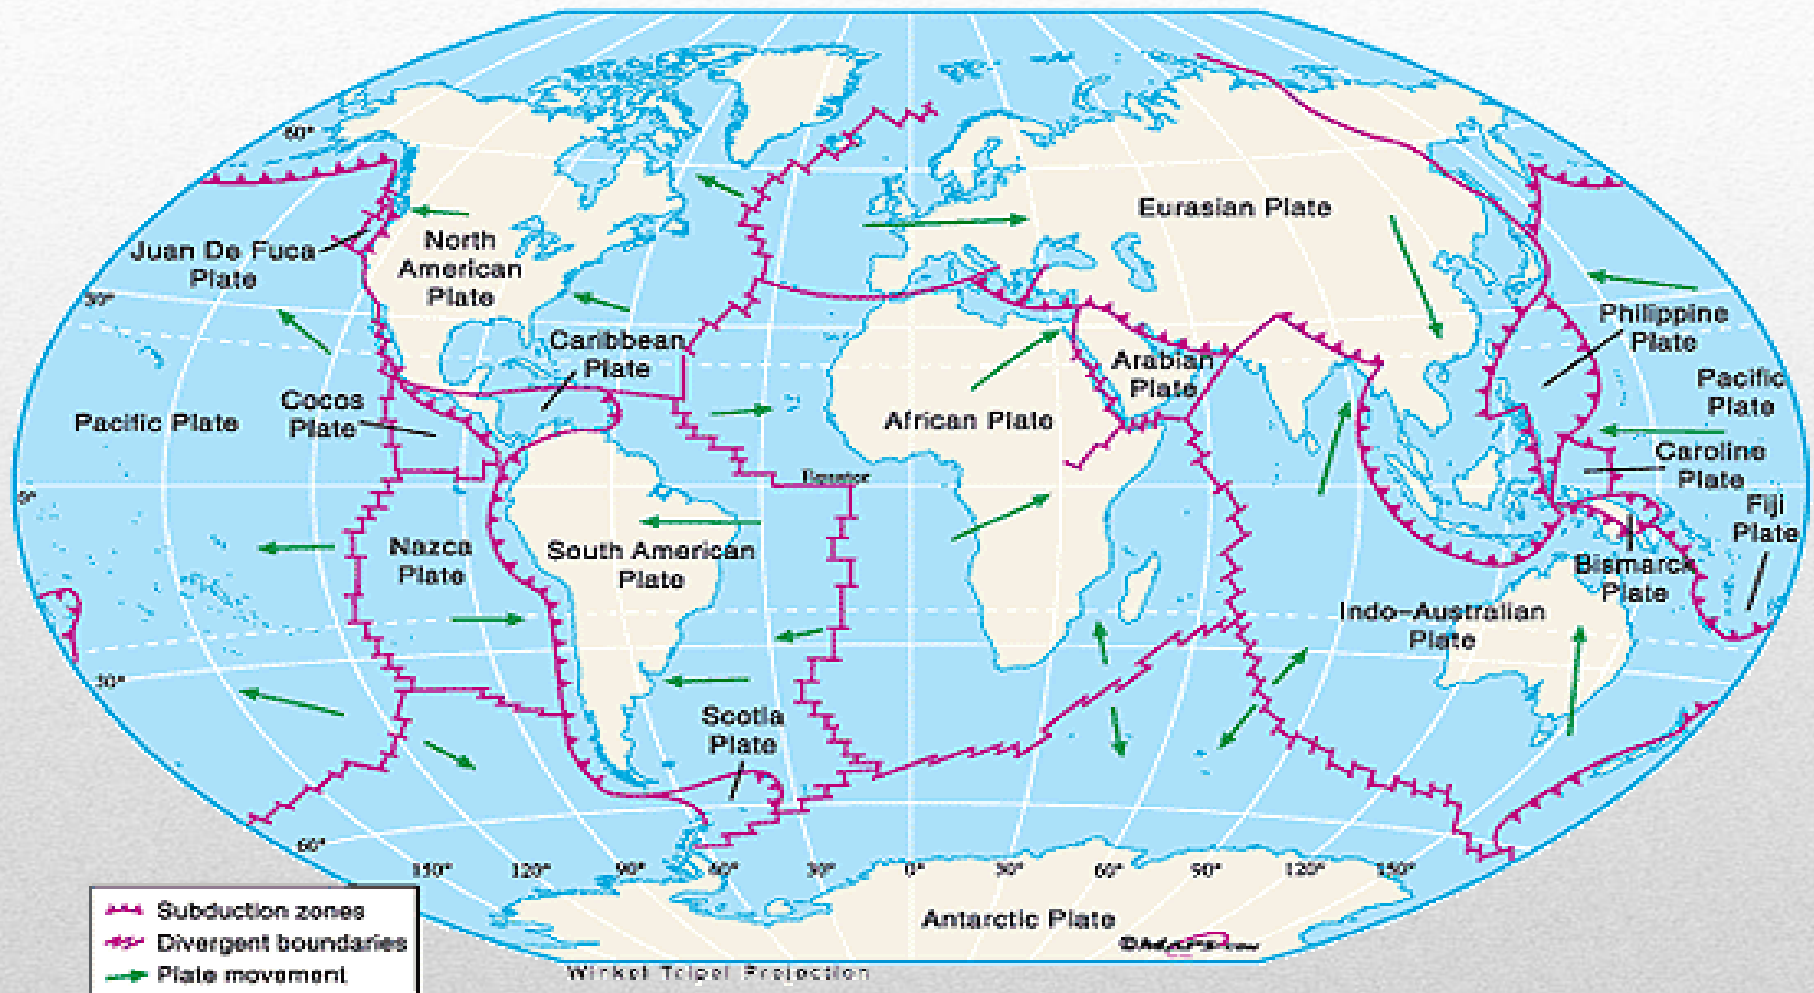 60°
Eurasian Plate
Juan De Fuca
Plate
North
American
Plate
30°
Philippine
Plate
Caribbean
Plate
Arabian
Plate
Pacific
Plate
Cocos
Plate
Pacific Plate
African Plate
Caroline
Plate
Equator
0°
Fiji
Plate
Nazca
Plate
South American
Plate
Bismarck
Plate
Indo-Australian
Plate
30°
Scotia
Plate
60°
150° 120° 90° 60° 30° 0° 30° 60° 90° 120° 150°
Antarctic Plate
Subduction zones
Divergent boundaries
Plate movement
Winkel Tripel Projection